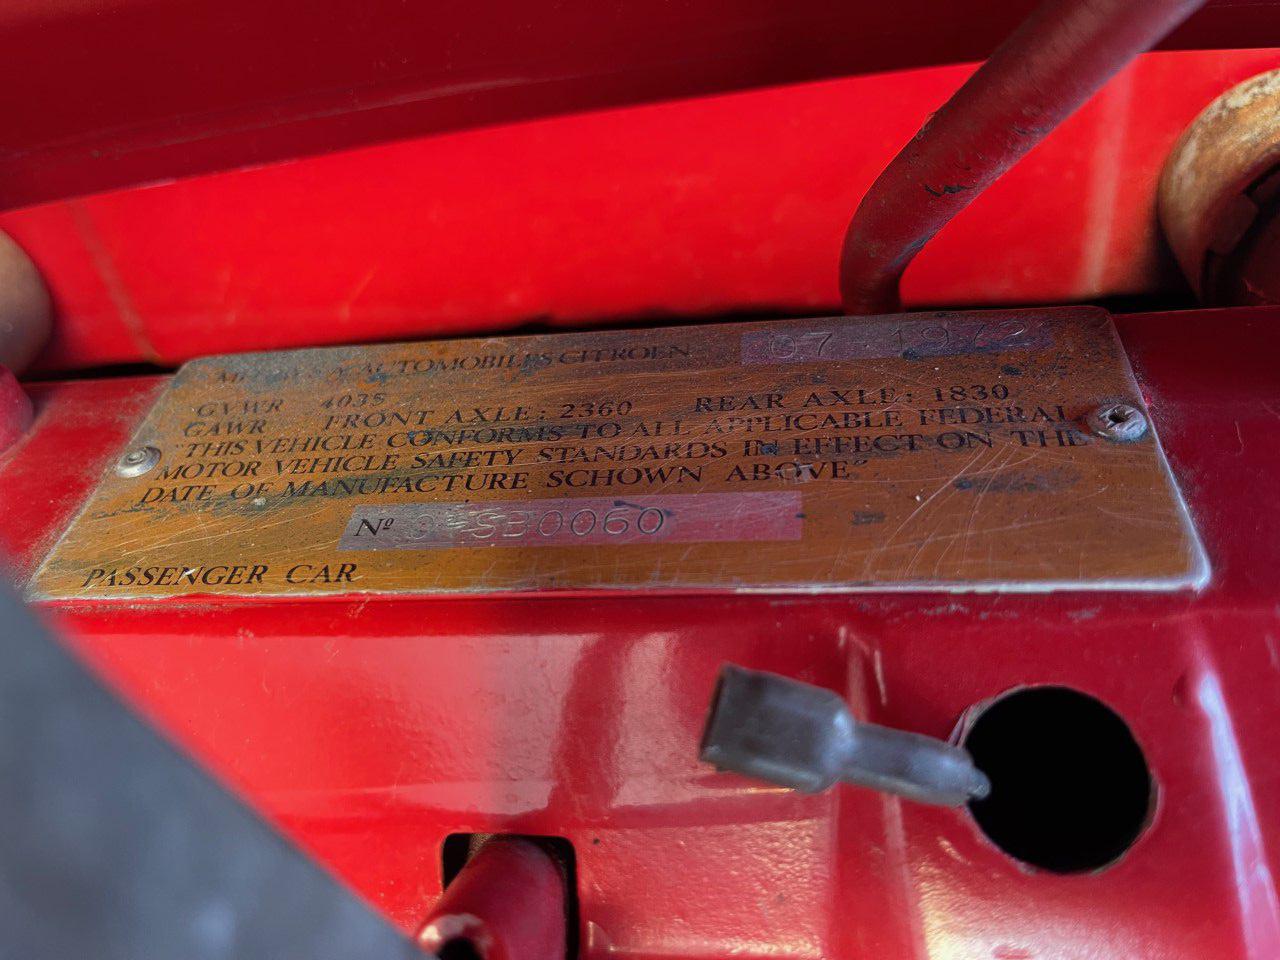 AUTOMOBILES CITROËN 07 1972
GVWR 4035
GAWR FRONT AXLE: 2360 REAR AXLE: 1830
"THIS VEHICLE CONFORMS TO ALL APPLICABLE FEDERAL
MOTOR VEHICLE SAFETY STANDARDS IN EFFECT ON THE
DATE OF MANUFACTURE SCHOWN ABOVE"
Nº
PASSENGER CAR